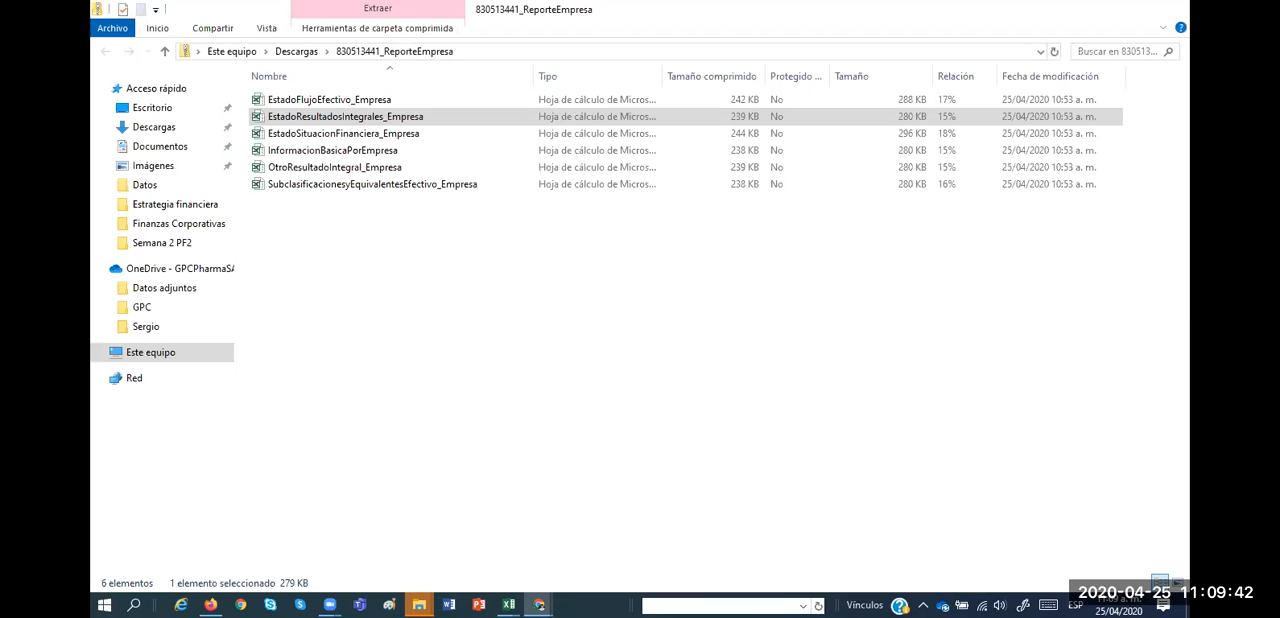 Extraer
830513441_ReporteEmpresa
Archivo Inicio Compartir Vista Herramientas de carpeta comprimida
Este equipo > Descargas > 830513441_ReporteEmpresa
Buscar en 830513...
Nombre Tipo Tamaño comprimido Protegido ... Tamaño Relación Fecha de modificación
EstadoFlujoEfectivo_Empresa Hoja de cálculo de Micros... 242 KB No 288 KB 17% 25/04/2020 10:53 a. m.
EstadoResultadosIntegrales_Empresa Hoja de cálculo de Micros... 239 KB No 280 KB 15% 25/04/2020 10:53 a. m.
EstadoSituacionFinanciera_Empresa Hoja de cálculo de Micros... 244 KB No 296 KB 18% 25/04/2020 10:53 a. m.
InformacionBasicaPorEmpresa Hoja de cálculo de Micros... 238 KB No 280 KB 15% 25/04/2020 10:53 a. m.
OtroResultadoIntegral_Empresa Hoja de cálculo de Micros... 239 KB No 280 KB 15% 25/04/2020 10:53 a. m.
SubclasificacionesyEquivalentesEfectivo_Empresa Hoja de cálculo de Micros... 238 KB No 280 KB 16% 25/04/2020 10:53 a. m.
Acceso rápido
Escritorio
Descargas
Documentos
Imágenes
Datos
Estrategia financiera
Finanzas Corporativas
Semana 2 PF2
OneDrive - GPCPharmaSA
Datos adjuntos
GPC
Sergio
Este equipo
Red
6 elementos 1 elemento seleccionado 279 KB
Vínculos
ESP
25/04/2020
2020-04-25 11:09:42